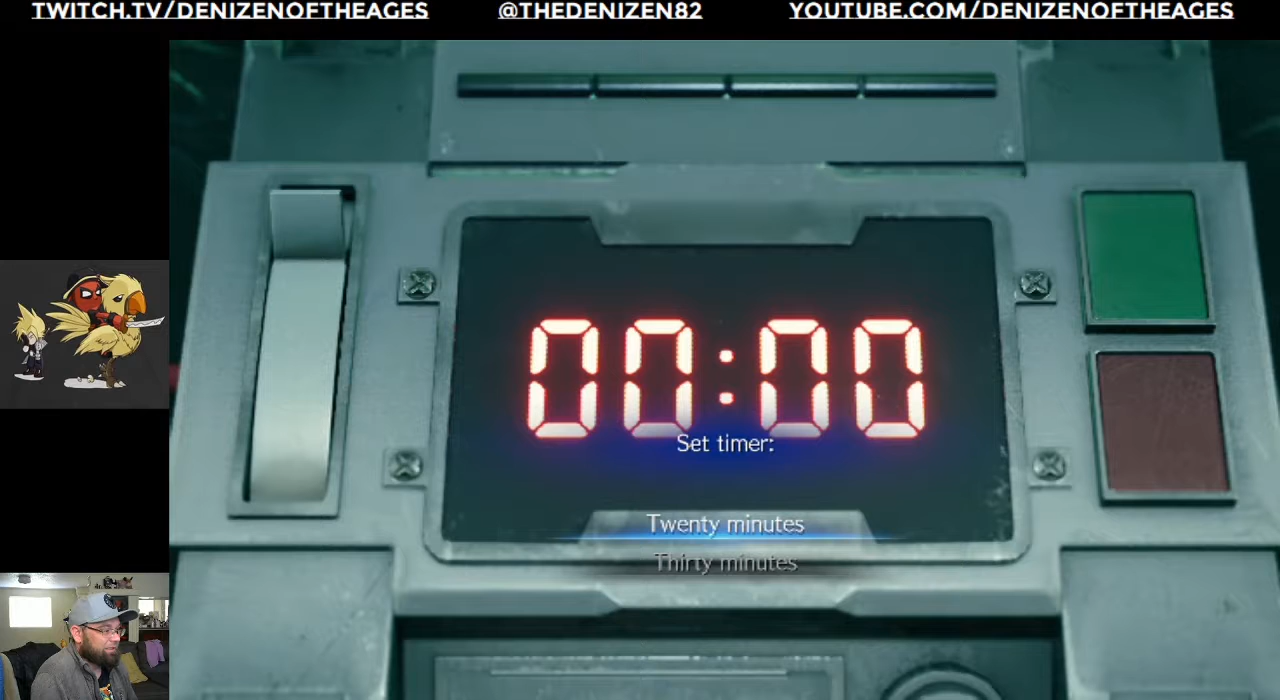 TWITCH.TV/DENIZENOFTHEAGES @THEDENIZEN82 YOUTUBE.COM/DENIZENOFTHEAGES
00:00
Set timer:
Twenty minutes
Thirty minutes